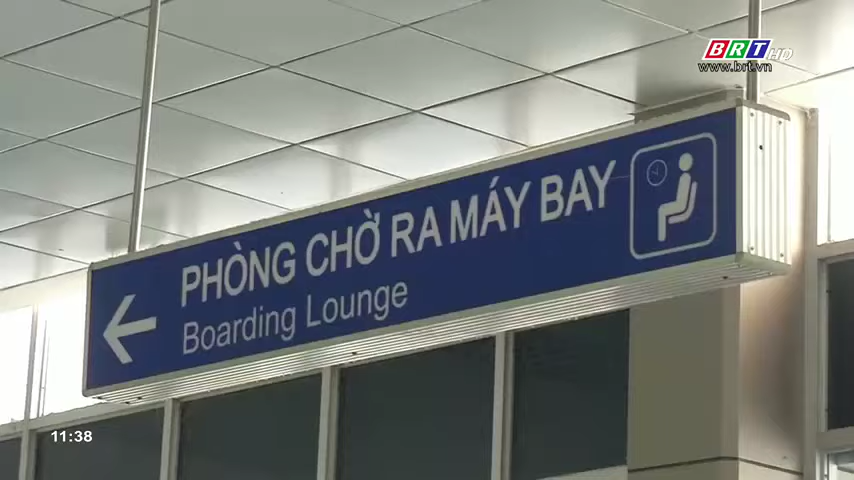 BRT HD
www.brt.vn
PHÒNG CHỜ RA MÁY BAY
Boarding Lounge
11:38